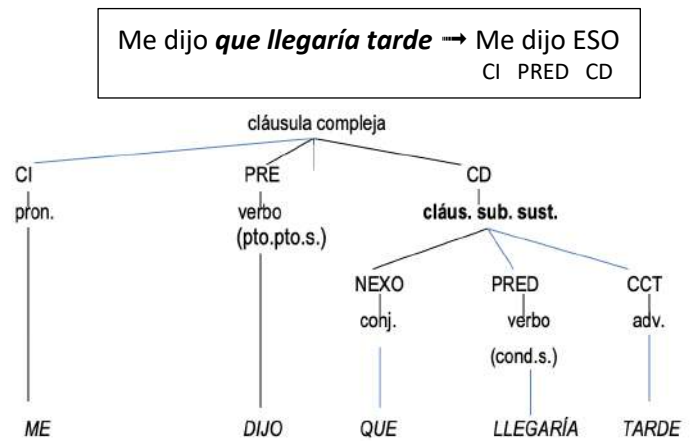 Me dijo que llegaría tarde ➞ Me dijo ESO
CI PRED CD
cláusula compleja
CI PRE CD
pron. verbo cláus. sub. sust.
(pto.pto.s.)
NEXO PRED CCT
conj. verbo adv.
(cond.s.)
ME DIJO QUE LLEGARÍA TARDE